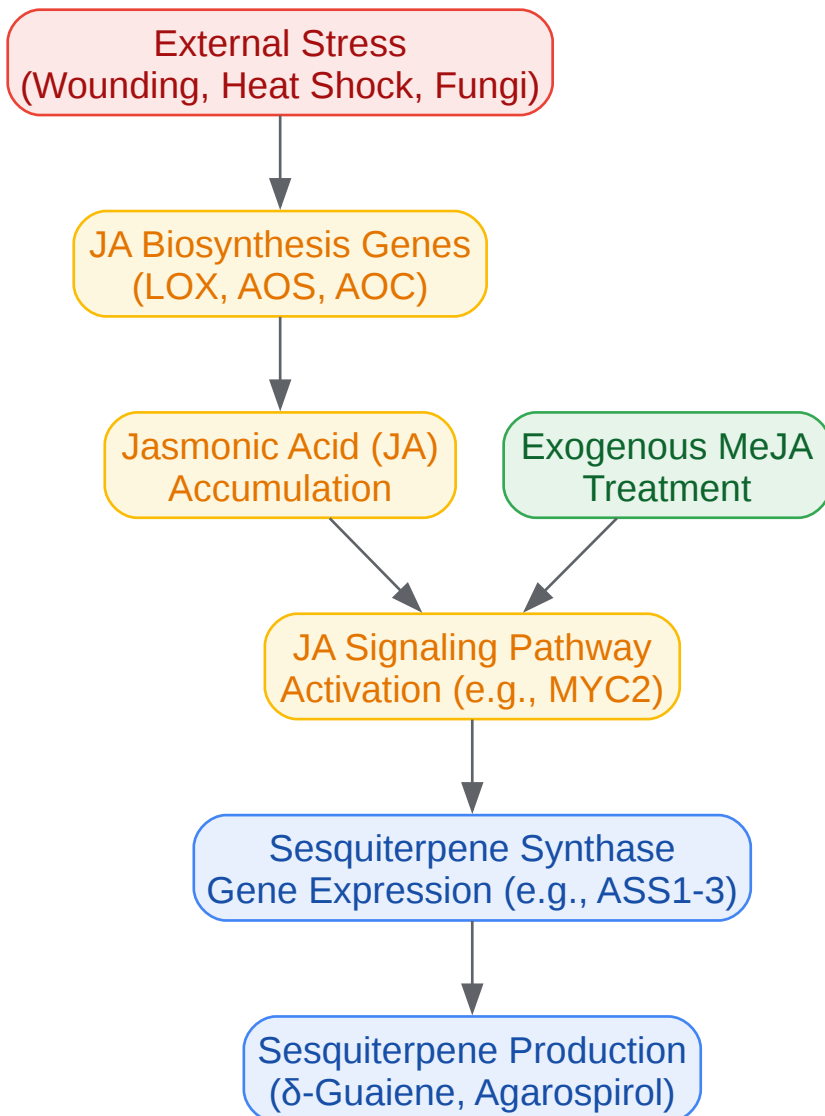 External Stress
(Wounding, Heat Shock, Fungi)
JA Biosynthesis Genes
(LOX, AOS, AOC)
Jasmonic Acid (JA)
Accumulation
Exogenous MeJA
Treatment
JA Signaling Pathway
Activation (e.g., MYC2)
Sesquiterpene Synthase
Gene Expression (e.g., ASS1-3)
Sesquiterpene Production
(δ-Guaiene, Agarospirol)